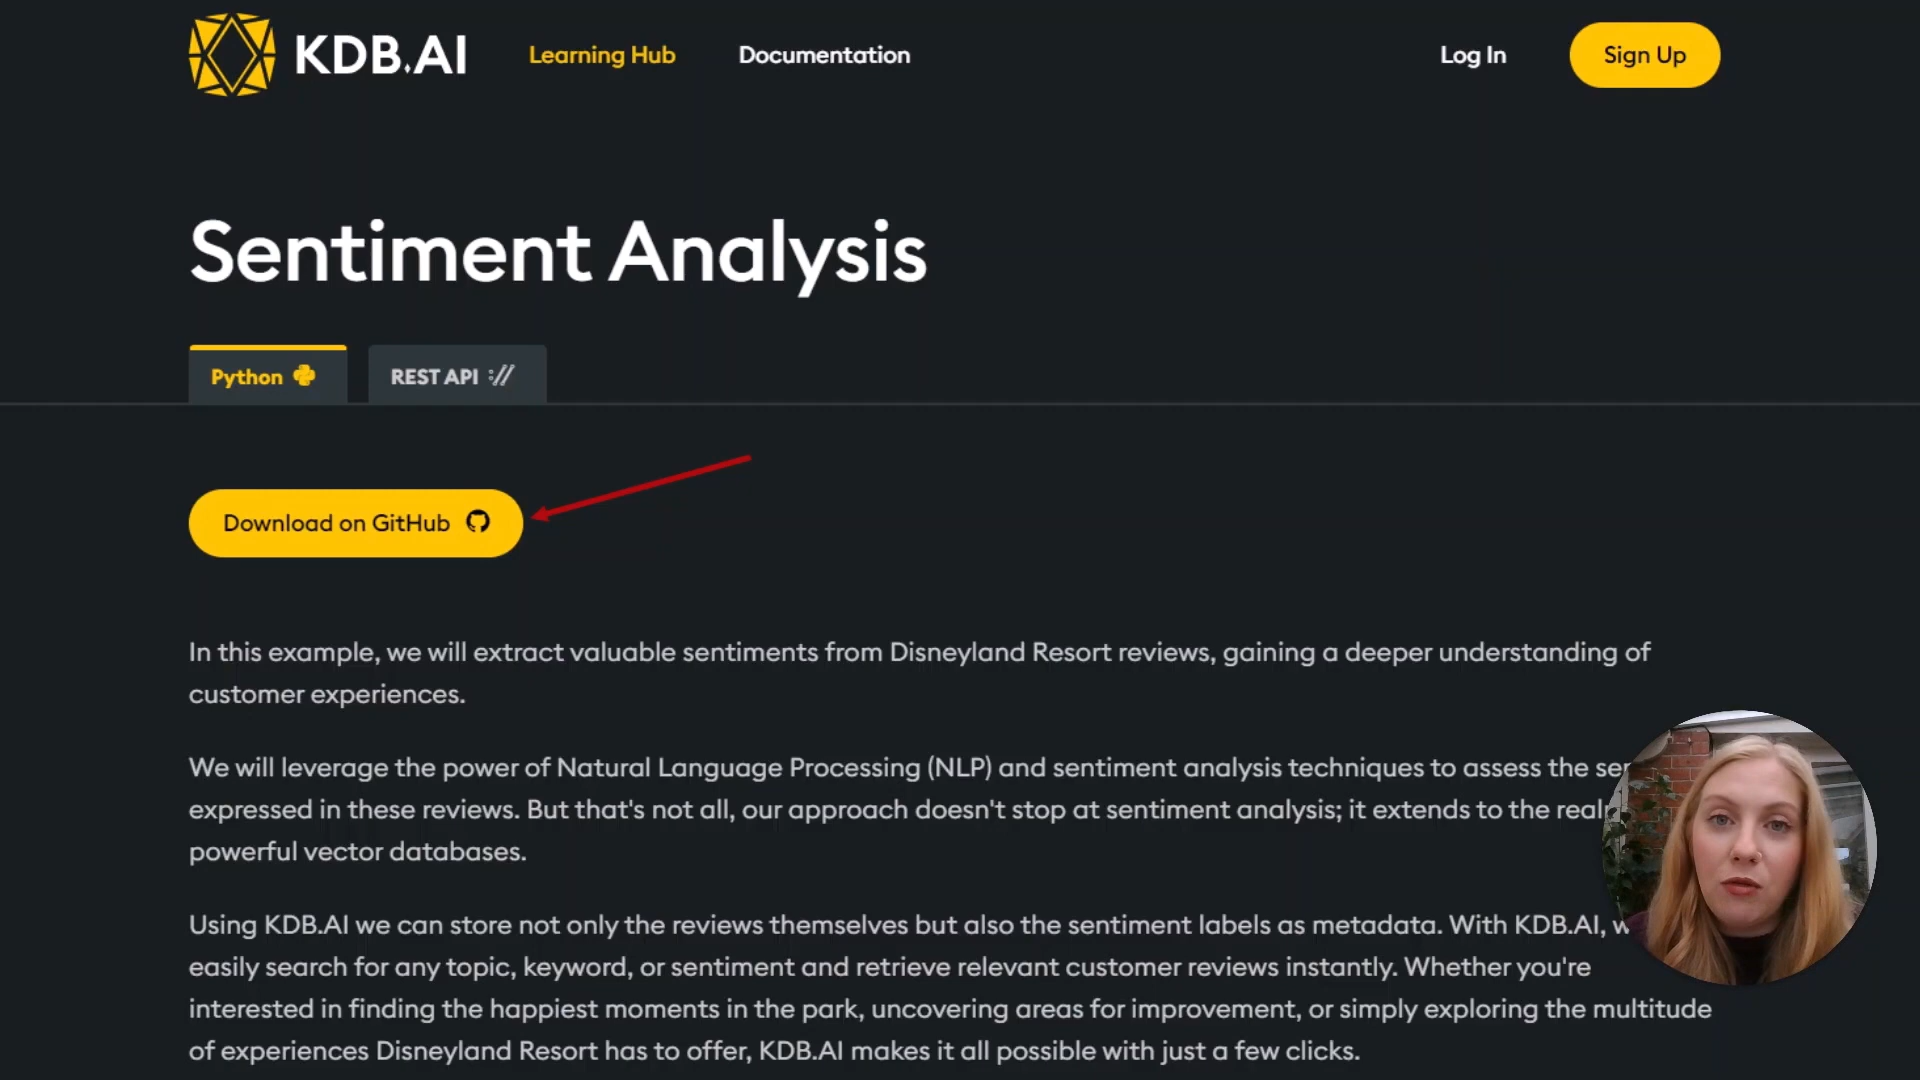 KDB.AI
Learning Hub
Documentation
Log In
Sign Up
Sentiment Analysis
Python
REST API ://
Download on GitHub
In this example, we will extract valuable sentiments from Disneyland Resort reviews, gaining a deeper understanding of
customer experiences.
We will leverage the power of Natural Language Processing (NLP) and sentiment analysis techniques to assess the
expressed in these reviews. But that's not all, our approach doesn't stop at sentiment analysis; it extends to the
powerful vector databases.
Using KDB.AI we can store not only the reviews themselves but also the sentiment labels as metadata. With KDB.AI,
easily search for any topic, keyword, or sentiment and retrieve relevant customer reviews instantly. Whether you're
interested in finding the happiest moments in the park, uncovering areas for improvement, or simply exploring the multitude
of experiences Disneyland Resort has to offer, KDB.AI makes it all possible with just a few clicks.